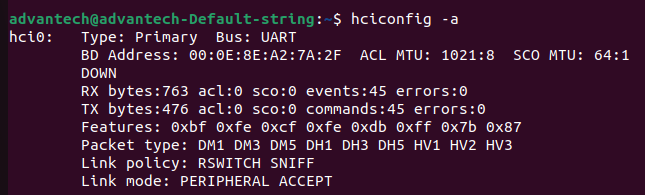 advantech@advantech-Default-string:~$ hciconfig -a
hci0:   Type: Primary  Bus: UART
        BD Address: 00:0E:8E:A2:7A:2F  ACL MTU: 1021:8  SCO MTU: 64:1
        DOWN
        RX bytes:763 acl:0 sco:0 events:45 errors:0
        TX bytes:476 acl:0 sco:0 commands:45 errors:0
        Features: 0xbf 0xfe 0xcf 0xfe 0xdb 0xff 0x7b 0x87
        Packet type: DM1 DM3 DM5 DH1 DH3 DH5 HV1 HV2 HV3
        Link policy: RSWITCH SNIFF
        Link mode: PERIPHERAL ACCEPT